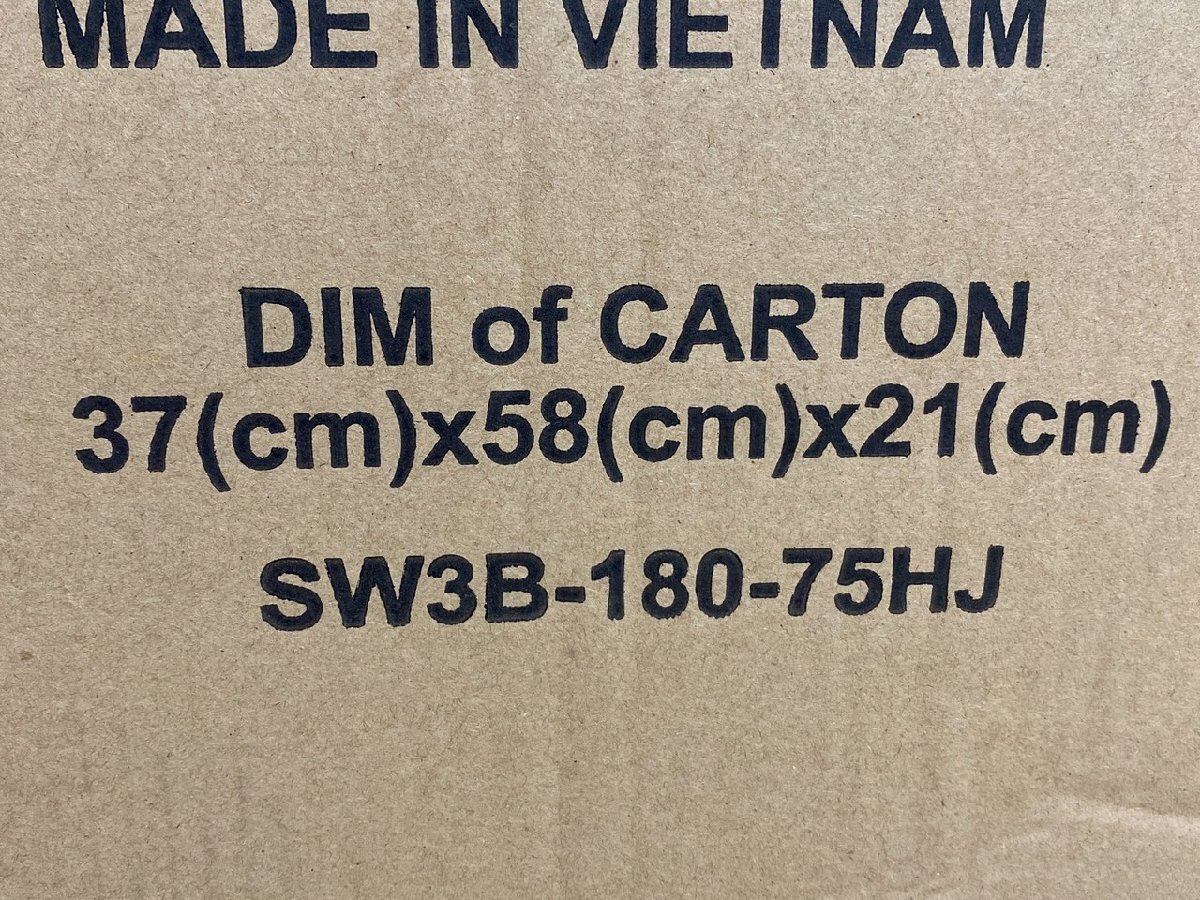 MADE IN VIETNAM
DIM of CARTON
37(cm)x58(cm)x21(cm)
SW3B-180-75HJ